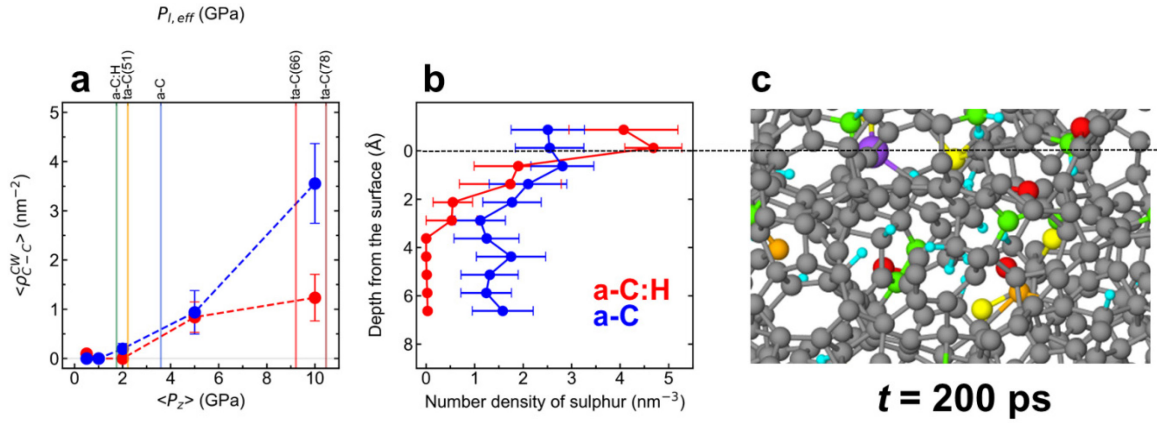 P_{l,eff} (GPa)
a
a-C:H
ta-C(51)
a-C
ta-C(66)
ta-C(78)
5
4
3
2
1
0
<ρ^{CW}_{C−C}> (nm⁻²)
0
2
4
6
8
10
<P_z> (GPa)
b
0
2
4
6
8
Depth from the surface (Å)
a-C:H
a-C
0
1
2
3
4
5
Number density of sulphur (nm⁻³)
c
t = 200 ps